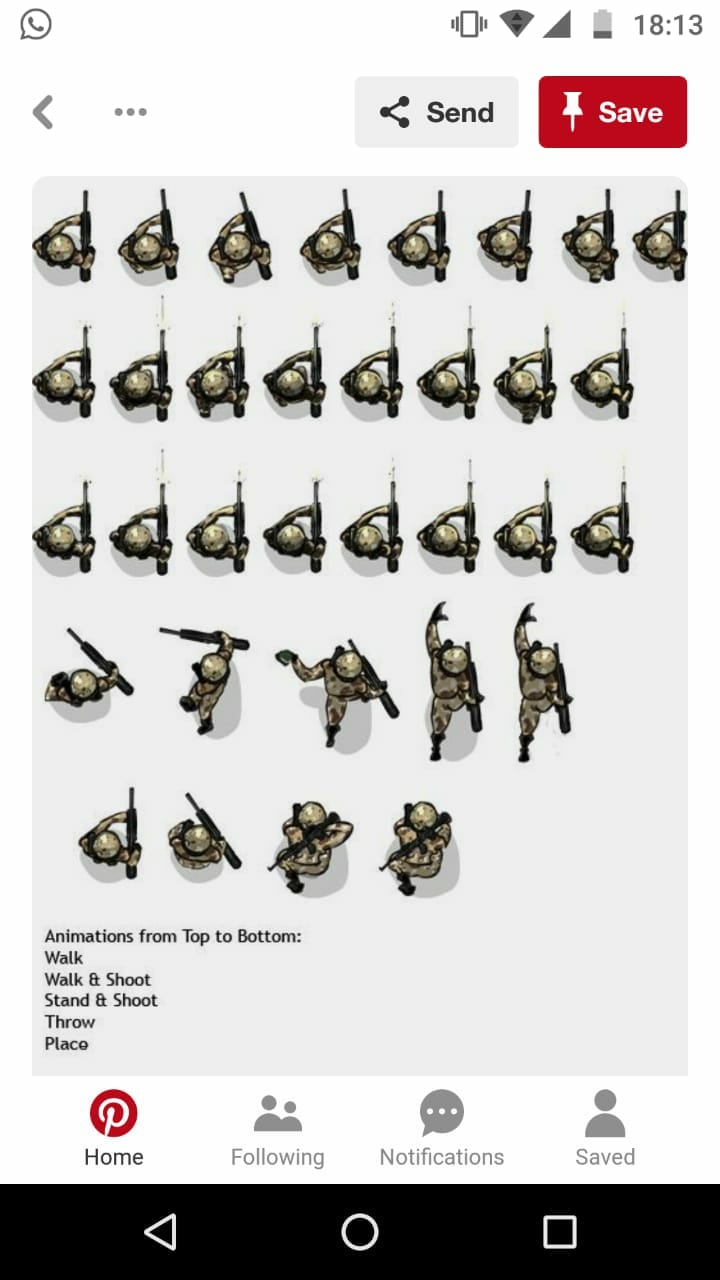 18:13
Send
Save
Animations from Top to Bottom:
Walk
Walk & Shoot
Stand & Shoot
Throw
Place
Home
Following
Notifications
Saved